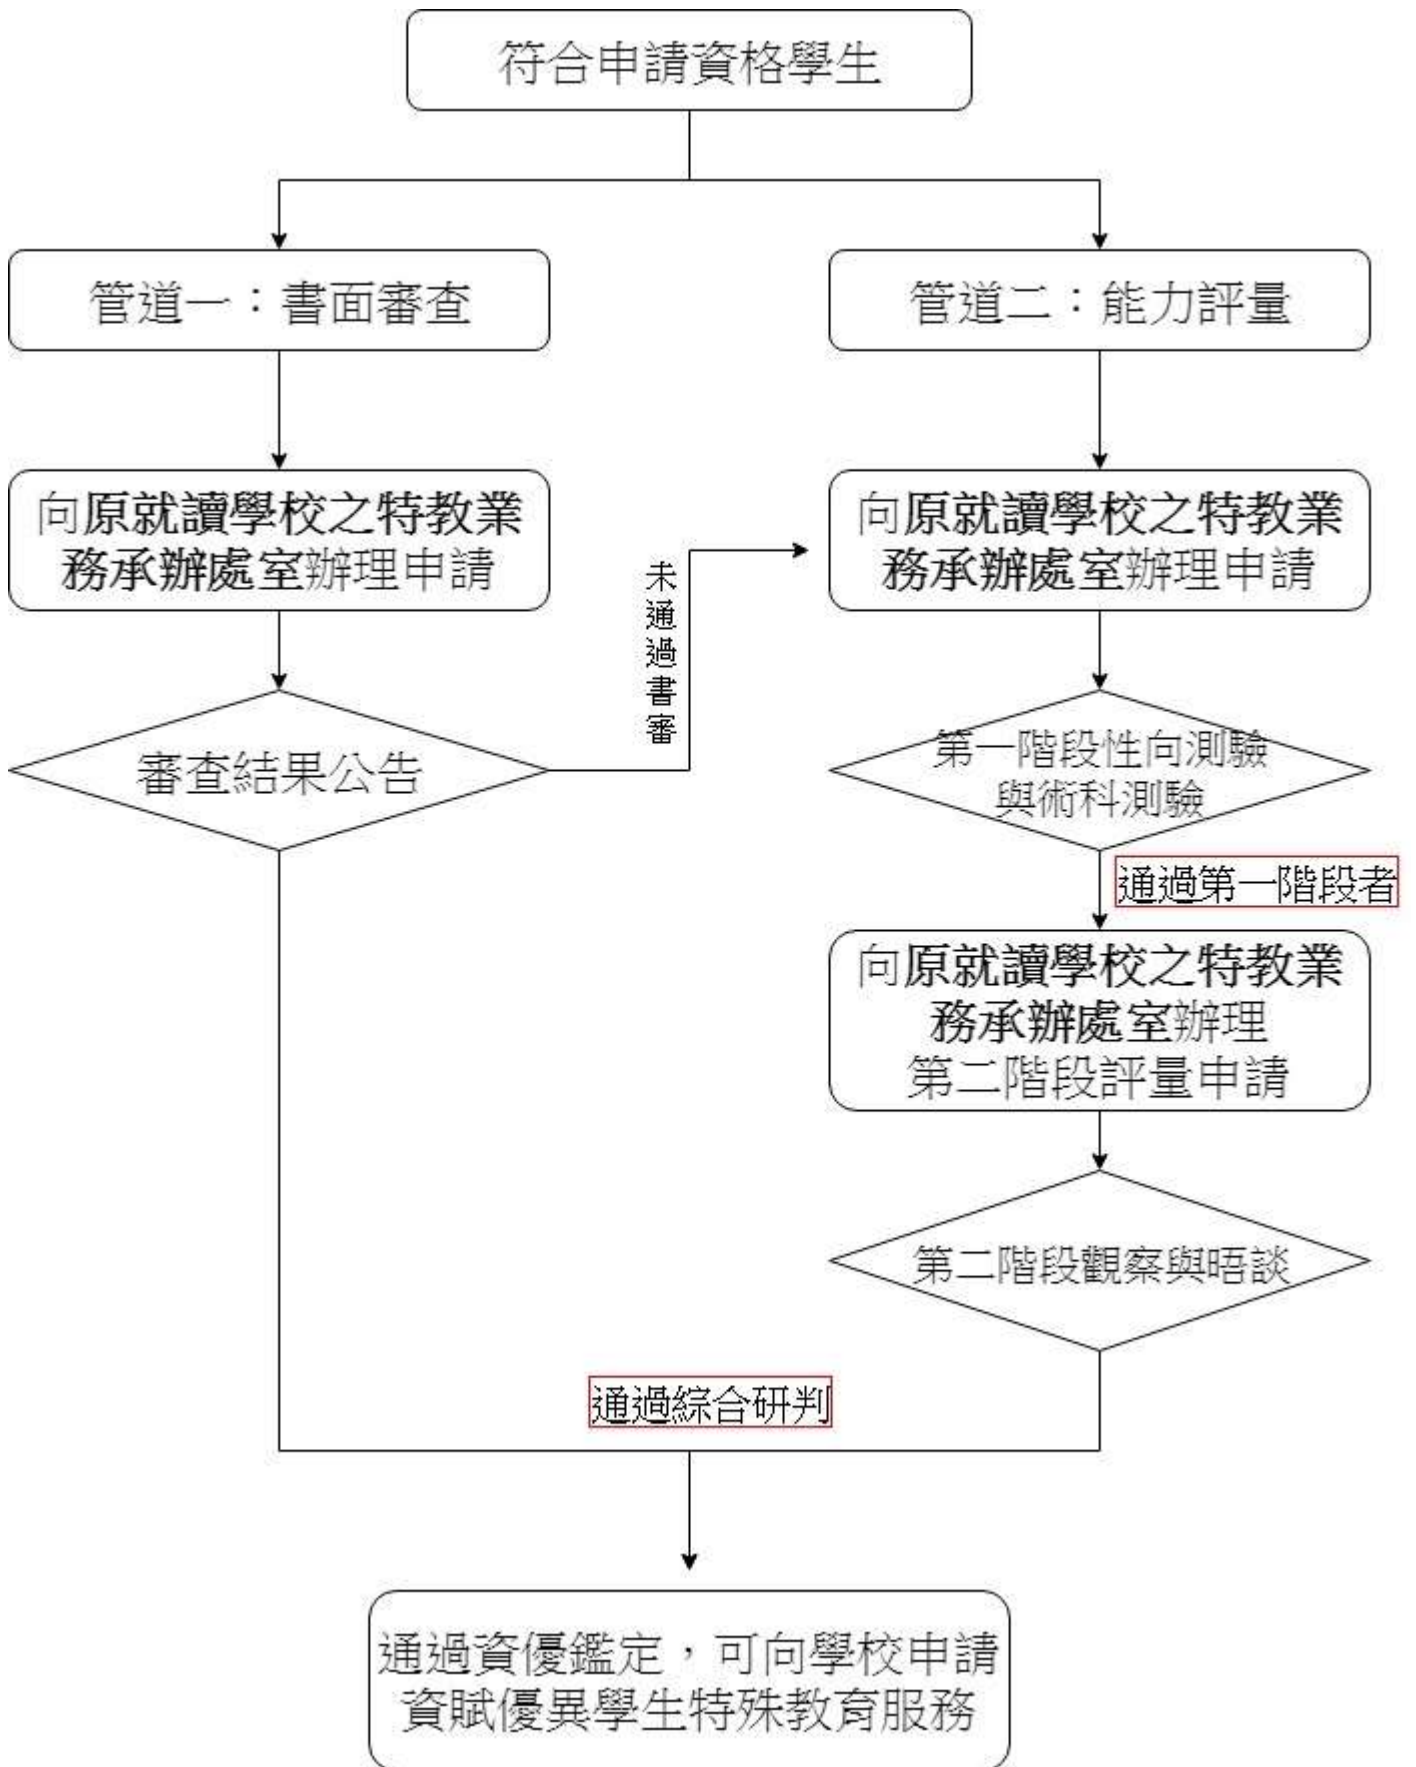 符合申請資格學生
管道一：書面審查
管道二：能力評量
向原就讀學校之特教業
務承辦處室辦理申請
向原就讀學校之特教業
務承辦處室辦理申請
未通過書審
審查結果公告
第一階段性向測驗
與術科測驗
通過第一階段者
向原就讀學校之特教業
務承辦處室辦理
第二階段評量申請
第二階段觀察與晤談
通過綜合研判
通過資優鑑定，可向學校申請
資賦優異學生特殊教育服務